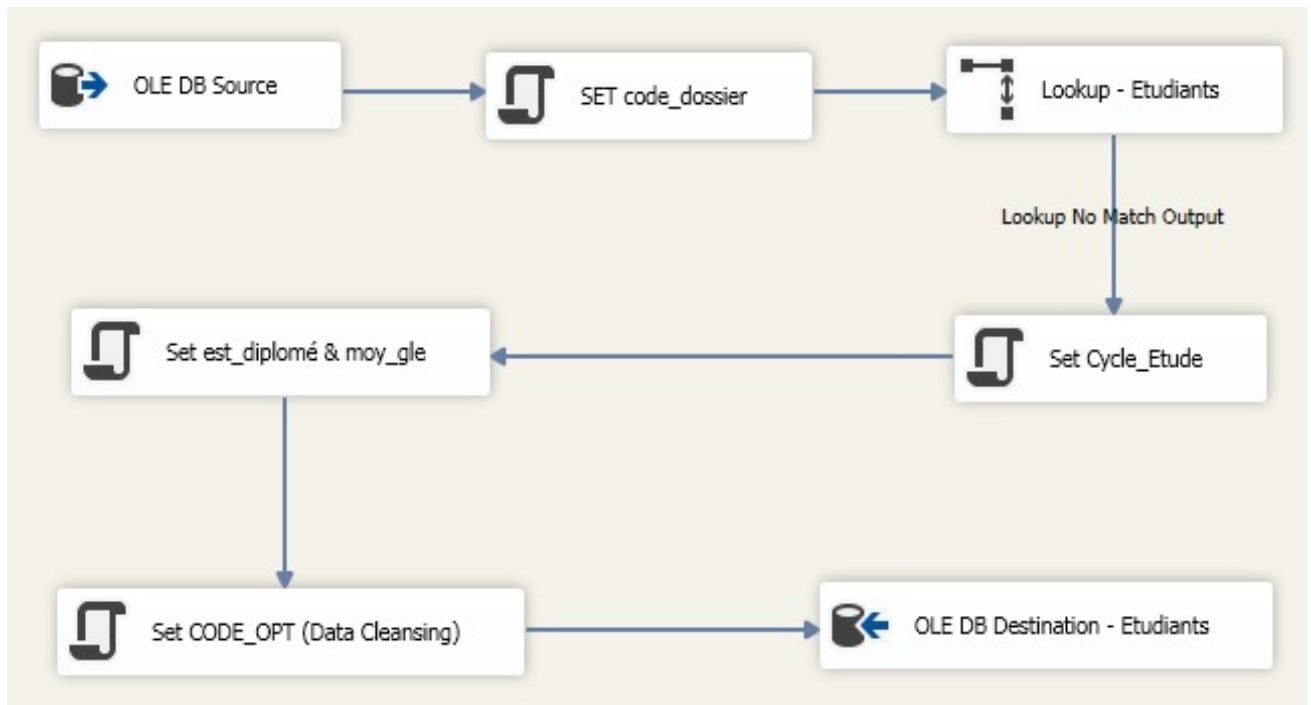 OLE DB Source
SET code_dossier
Lookup - Etudiants
Lookup No Match Output
Set Cycle_Etude
Set est_diplomé & moy_gle
Set CODE_OPT (Data Cleansing)
OLE DB Destination - Etudiants